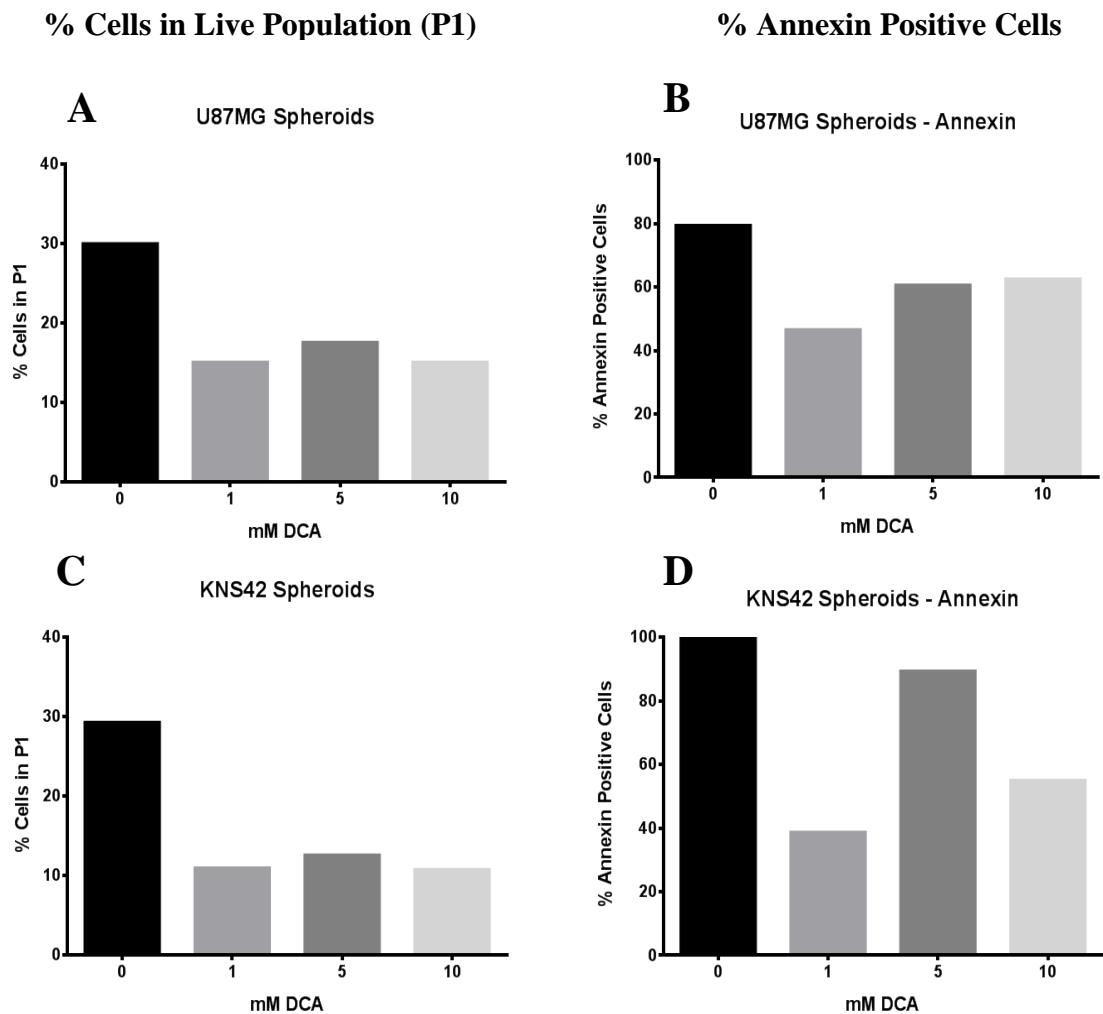 % Cells in Live Population (P1)
% Annexin Positive Cells
A
U87MG Spheroids
% Cells in P1
40
30
20
10
0
0 1 5 10
mM DCA
B
U87MG Spheroids - Annexin
% Annexin Positive Cells
100
80
60
40
20
0
0 1 5 10
mM DCA
C
KNS42 Spheroids
% Cells in P1
40
30
20
10
0
0 1 5 10
mM DCA
D
KNS42 Spheroids - Annexin
% Annexin Positive Cells
100
80
60
40
20
0
0 1 5 10
mM DCA